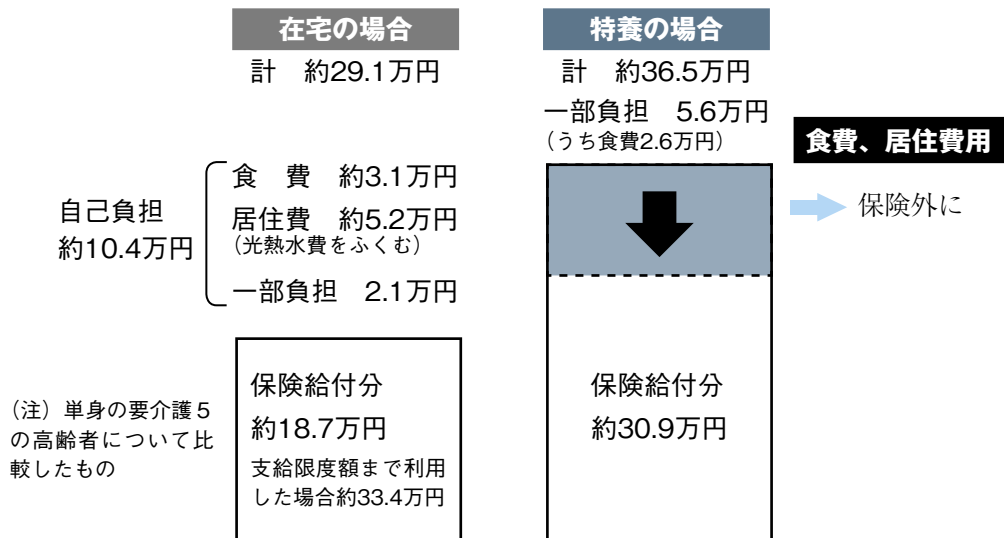 在宅の場合
計　約29.1万円
自己負担
約10.4万円
食　費　約3.1万円
居住費　約5.2万円
(光熱水費をふくむ)
一部負担　2.1万円
保険給付分
約18.7万円
支給限度額まで利用
した場合約33.4万円
特養の場合
計　約36.5万円
一部負担　5.6万円
(うち食費2.6万円)
保険給付分
約30.9万円
食費、居住費用
保険外に
（注）単身の要介護５
の高齢者について比
較したもの